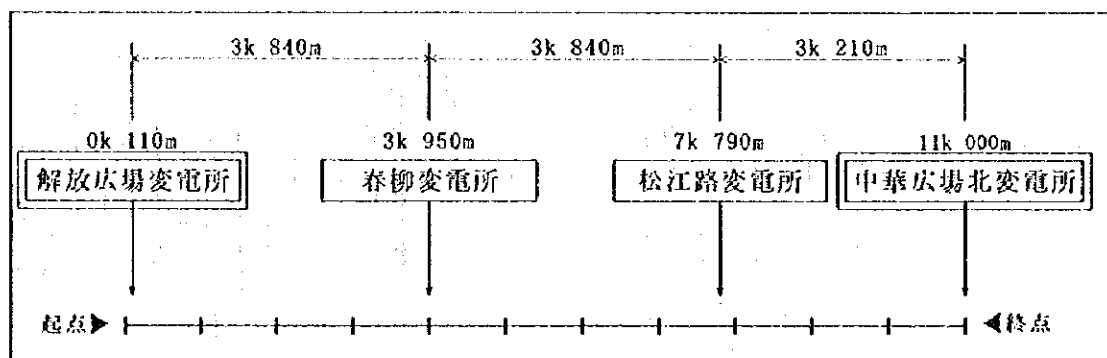 3k 840m 3k 840m 3k 210m
0k 110m 3k 950m 7k 790m 11k 000m
解放広場変電所 春柳変電所 松江路変電所 中華広場北変電所
起点 終点